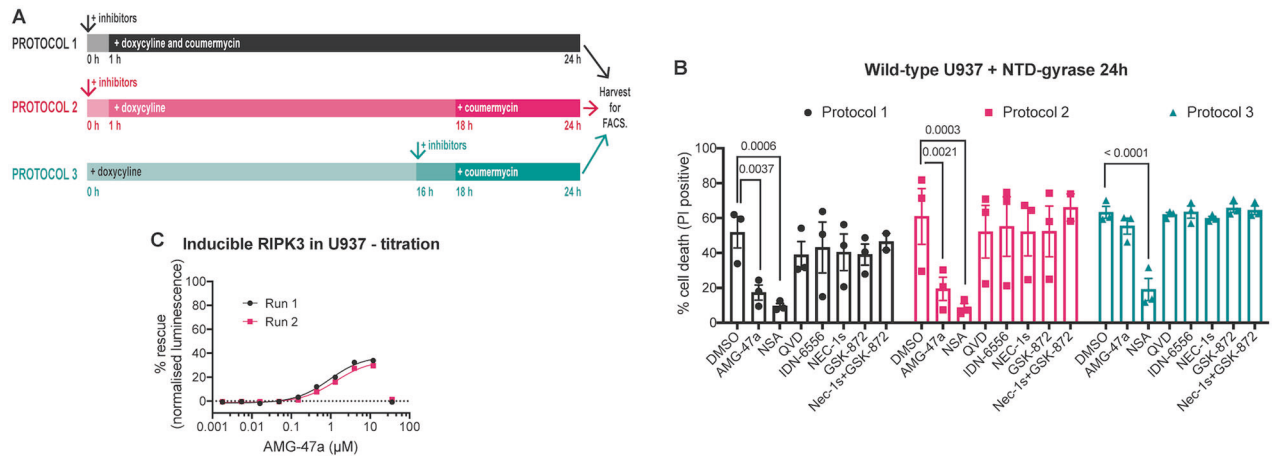 A
+ inhibitors
PROTOCOL 1
+ doxycyline and coumermycin
0 h 1 h 24 h
+ inhibitors
PROTOCOL 2
+ doxycyline
+ coumermycin
0 h 1 h 18 h 24 h
Harvest
for
FACS.
+ inhibitors
PROTOCOL 3
+ doxycyline
+ coumermycin
0 h 16 h 18 h 24 h
B
Wild-type U937 + NTD-gyrase 24h
Protocol 1 Protocol 2 Protocol 3
% cell death (PI positive)
100
80
60
40
20
0
0.0006
0.0037
0.0003
0.0021
< 0.0001
DMSO
AMG-47a
NSA
QVD
IDN-6556
NEC-1s
GSK-872
Nec-1s+GSK-872
DMSO
AMG-47a
NSA
QVD
IDN-6556
NEC-1s
GSK-872
Nec-1s+GSK-872
DMSO
AMG-47a
NSA
QVD
IDN-6556
NEC-1s
GSK-872
Nec-1s+GSK-872
C
Inducible RIPK3 in U937 - titration
% rescue
(normalised luminescence)
100
80
60
40
20
0
Run 1
Run 2
0.001 0.01 0.1 1 10 100
AMG-47a (μM)